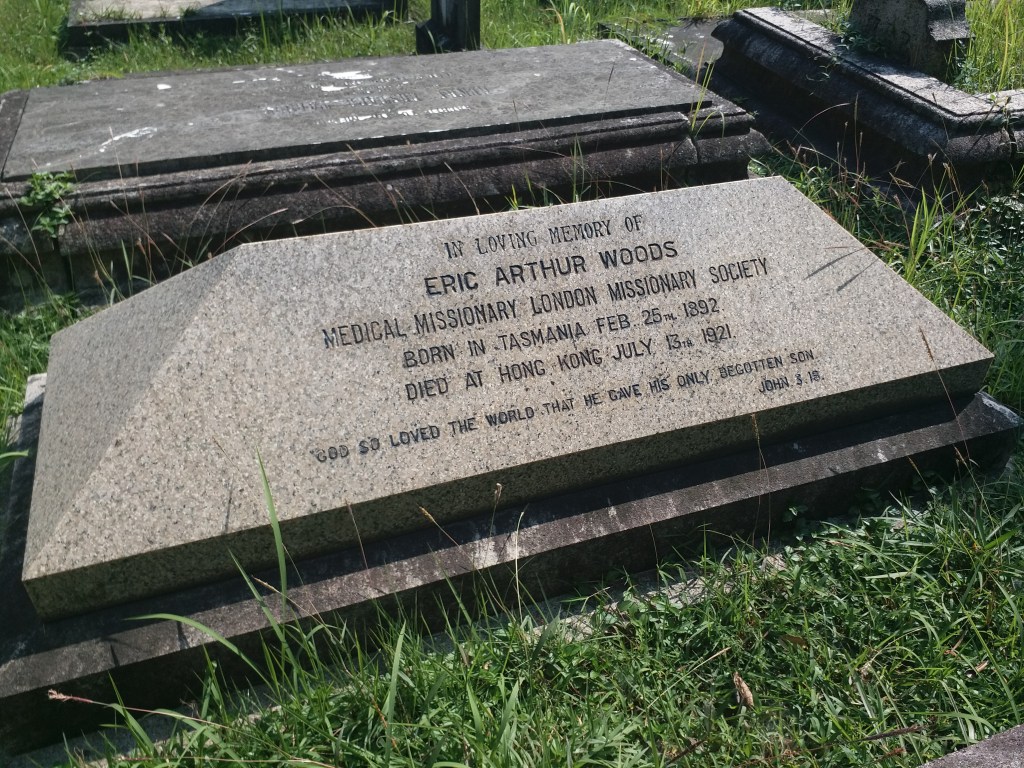 IN LOVING MEMORY OF
ERIC ARTHUR WOODS
MEDICAL MISSIONARY LONDON MISSIONARY SOCIETY
BORN IN TASMANIA FEB. 25TH 1892
DIED AT HONG KONG JULY 13TH 1921.
"GOD SO LOVED THE WORLD THAT HE GAVE HIS ONLY BEGOTTEN SON
JOHN 3.18.